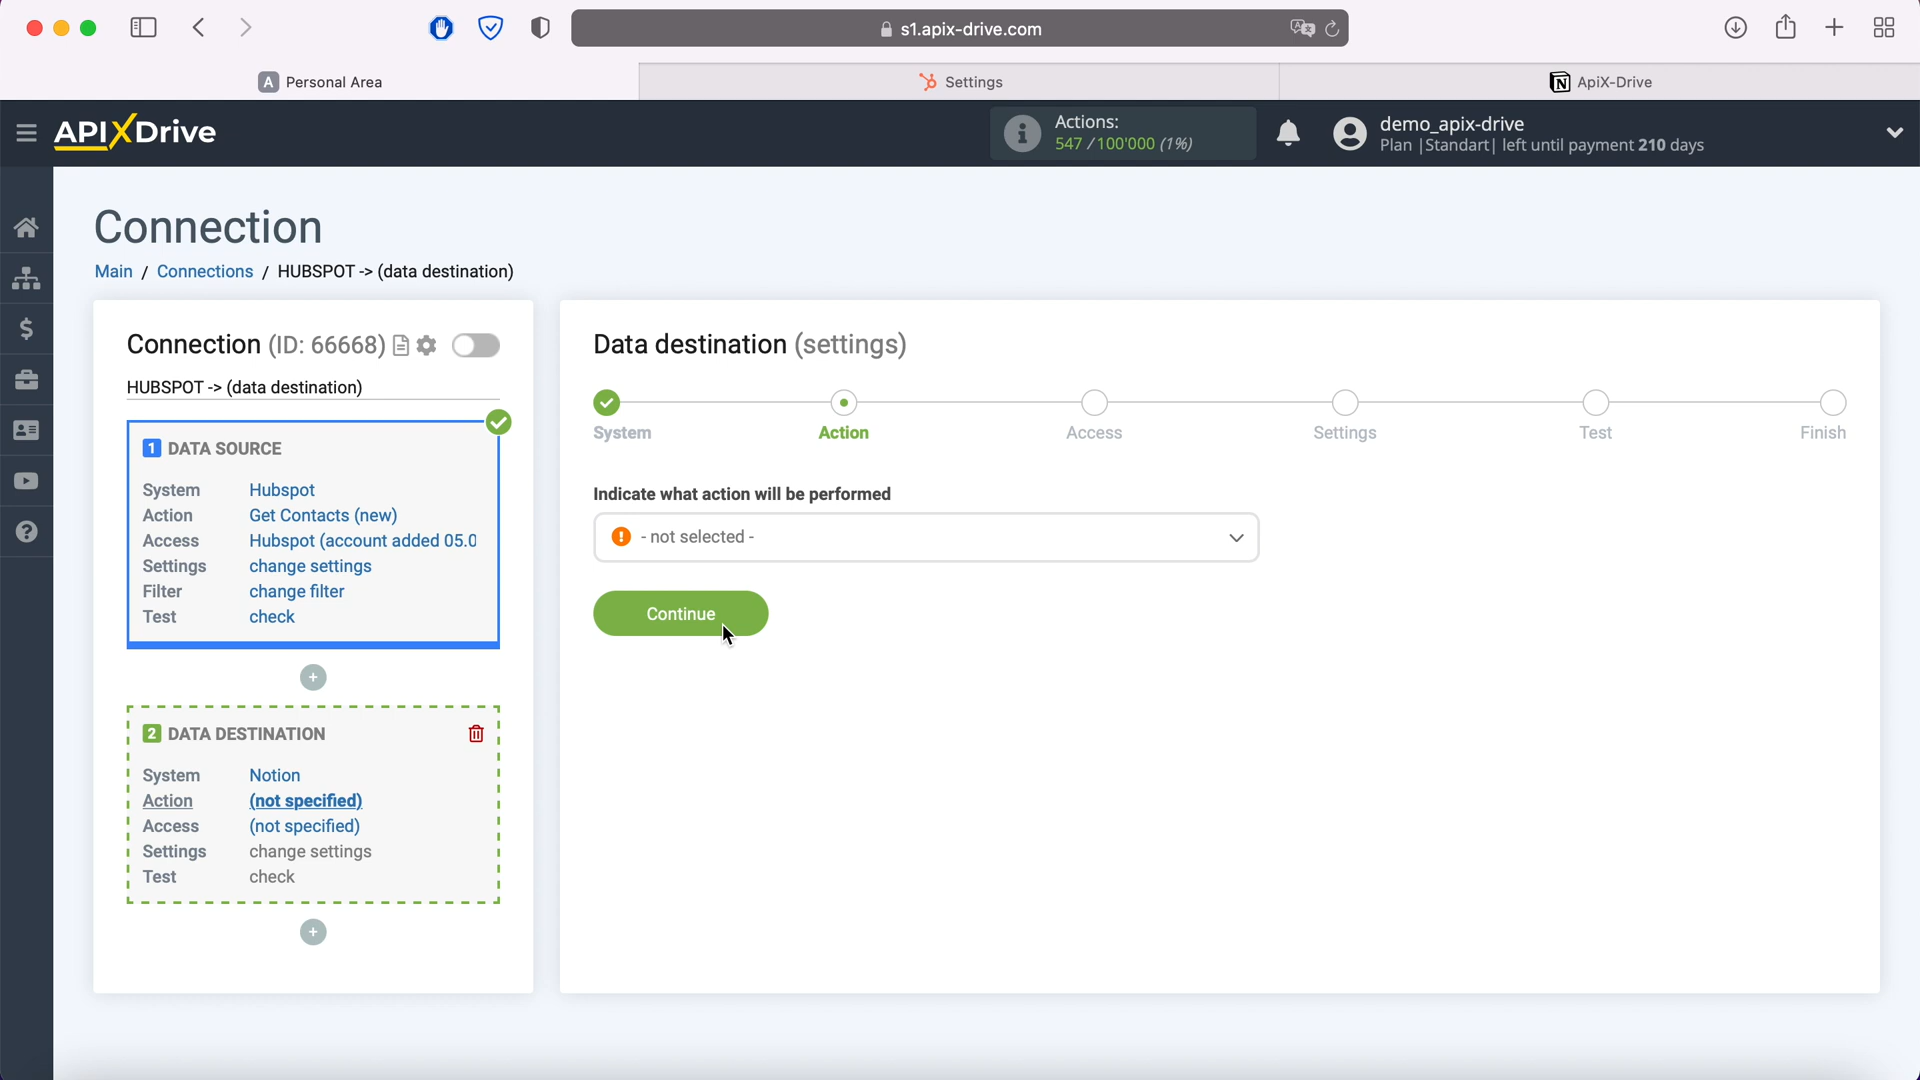 s1.apix-drive.com
A Personal Area
Settings
ApiX-Drive
APIXDrive
Actions:
547 / 100'000 (1%)
demo_apix-drive
Plan |Standart| left until payment 210 days
Connection
Main / Connections / HUBSPOT -> (data destination)
Connection (ID: 66668)
HUBSPOT -> (data destination)
1 DATA SOURCE
System Hubspot
Action Get Contacts (new)
Access Hubspot (account added 05.0
Settings change settings
Filter change filter
Test check
2 DATA DESTINATION
System Notion
Action (not specified)
Access (not specified)
Settings change settings
Test check
Data destination (settings)
System Action Access Settings Test Finish
Indicate what action will be performed
- not selected -
Continue